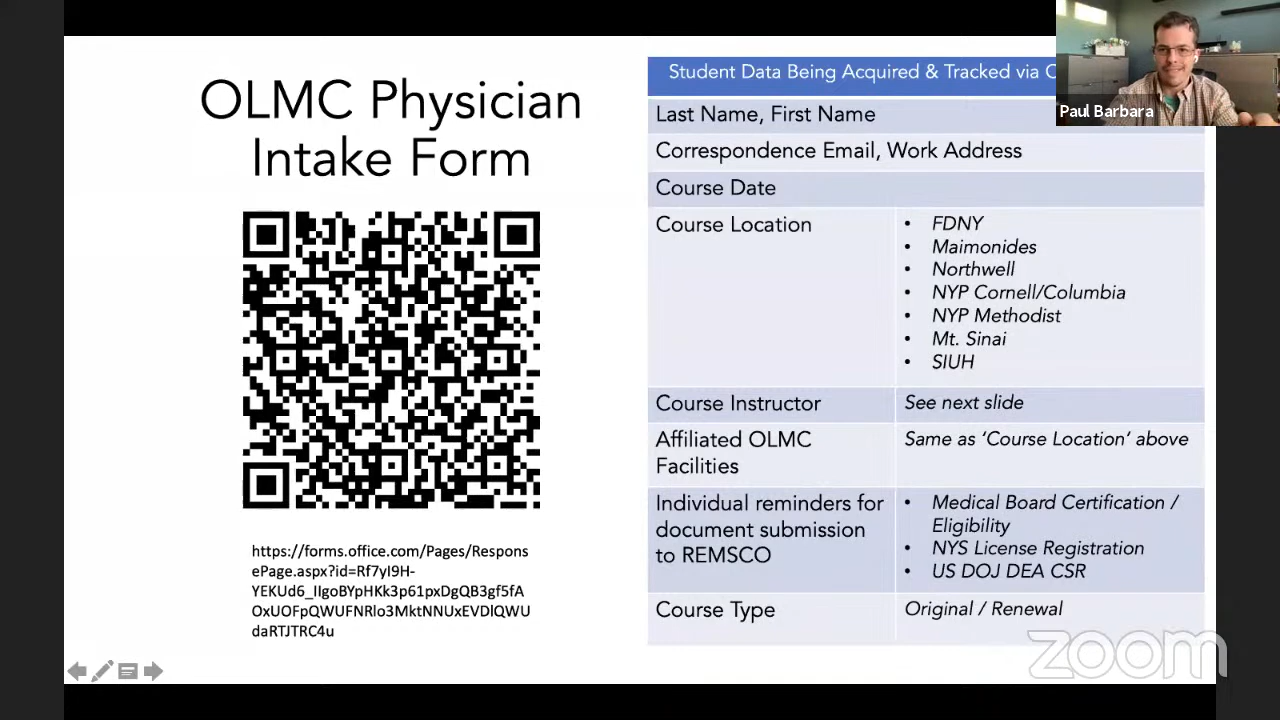 OLMC Physician
Intake Form
https://forms.office.com/Pages/Respons
ePage.aspx?id=Rf7yI9H-
YEKUd6_IIgoBYpHKk3p61pxDgQB3gf5fA
OxUOFpQWUFNRlo3MktNNUxEVDlQWU
daRTJTRC4u
Student Data Being Acquired & Tracked via
Last Name, First Name
Correspondence Email, Work Address
Course Date
Course Location
• FDNY
• Maimonides
• Northwell
• NYP Cornell/Columbia
• NYP Methodist
• Mt. Sinai
• SIUH
Course Instructor
See next slide
Affiliated OLMC
Facilities
Same as ‘Course Location’ above
Individual reminders for
document submission
to REMSCO
• Medical Board Certification /
Eligibility
• NYS License Registration
• US DOJ DEA CSR
Course Type
Original / Renewal
Paul Barbara
zoom